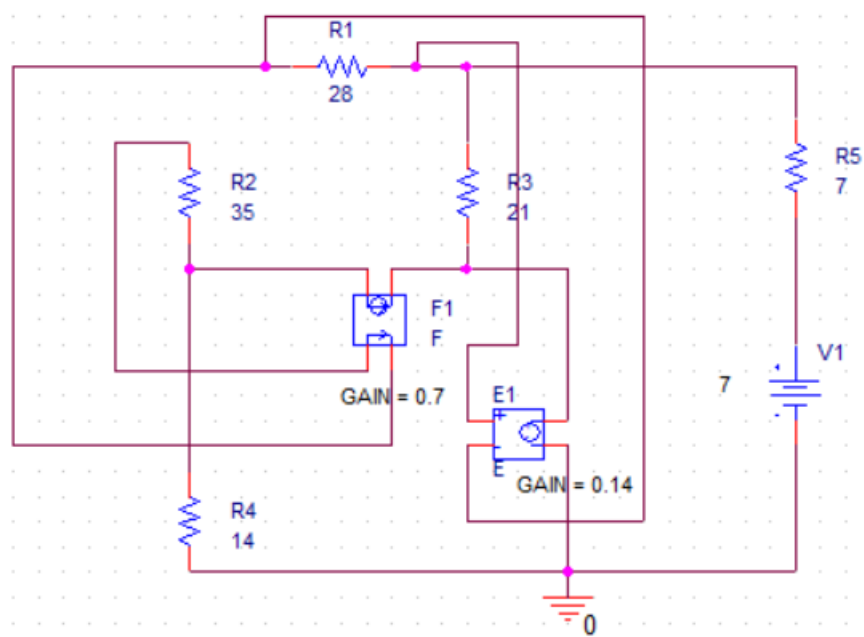 R1
28
R2
35
R3
21
R5
7
F1
F
GAIN = 0.7
V1
7
+
-
E1
+
-
E
GAIN = 0.14
R4
14
0